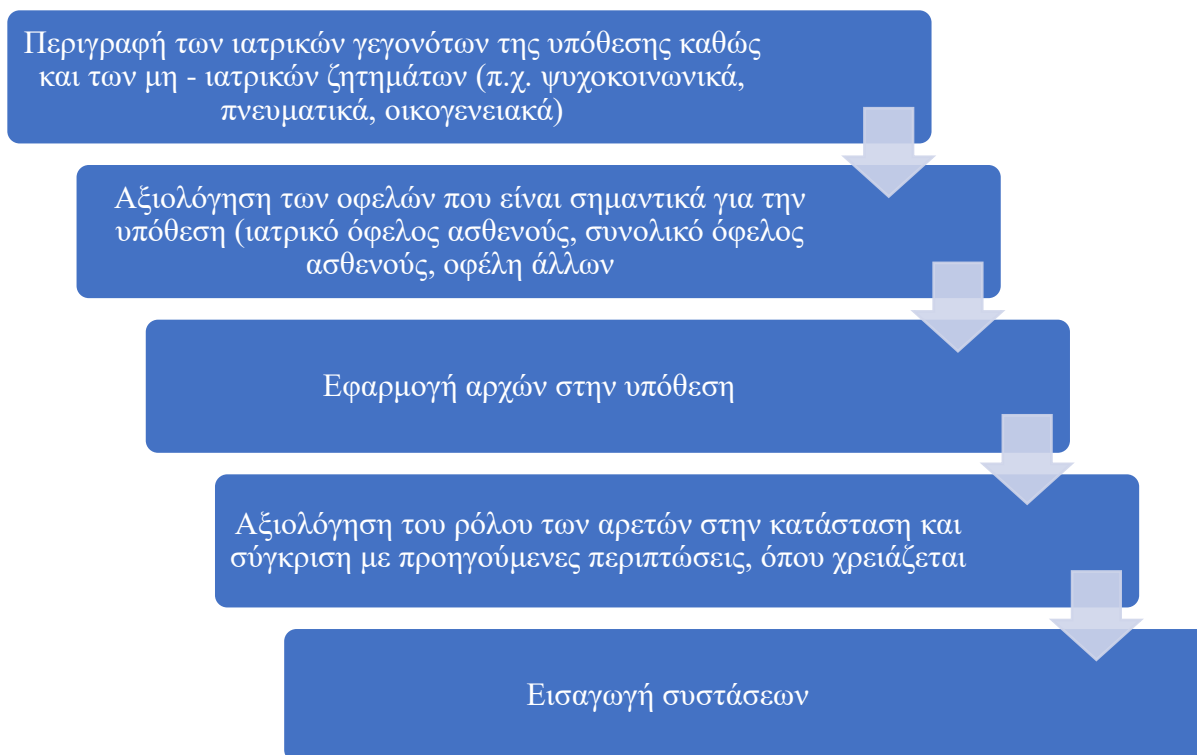 Περιγραφή των ιατρικών γεγονότων της υπόθεσης καθώς
και των μη - ιατρικών ζητημάτων (π.χ. ψυχοκοινωνικά,
πνευματικά, οικογενειακά)
Αξιολόγηση των οφελών που είναι σημαντικά για την
υπόθεση (ιατρικό όφελος ασθενούς, συνολικό όφελος
ασθενούς, οφέλη άλλων
Εφαρμογή αρχών στην υπόθεση
Αξιολόγηση του ρόλου των αρετών στην κατάσταση και
σύγκριση με προηγούμενες περιπτώσεις, όπου χρειάζεται
Εισαγωγή συστάσεων